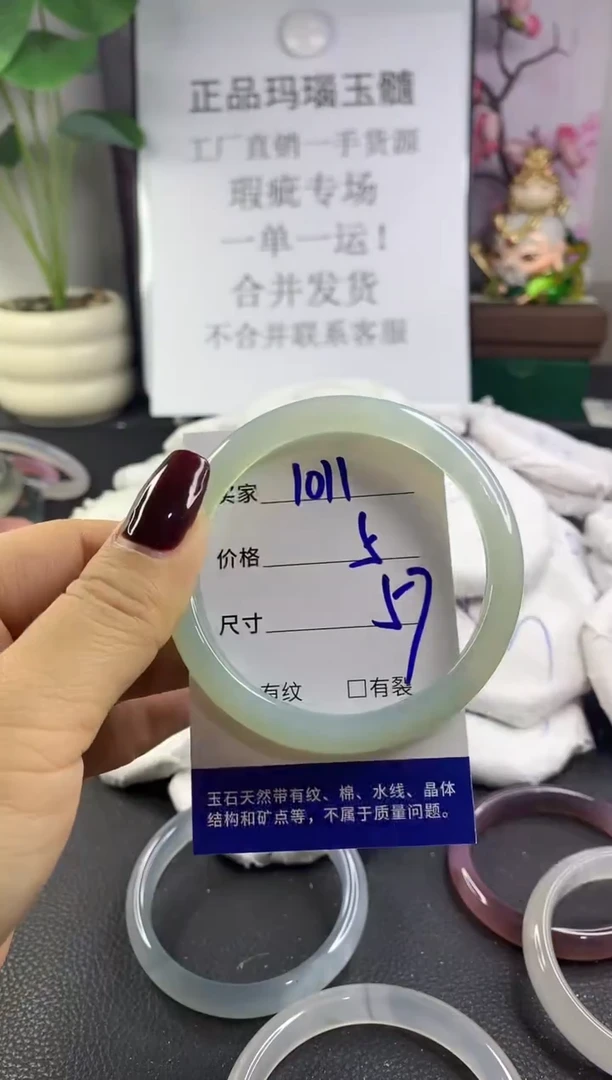 正品玛瑙玉髓
工厂直销一手货源
瑕疵专场
一单一运！
合并发货
不合并联系客服
买家 1011
价格 5
尺寸 57
有纹 □有裂
玉石天然带有纹、棉、水线、晶体
结构和矿点等，不属于质量问题。